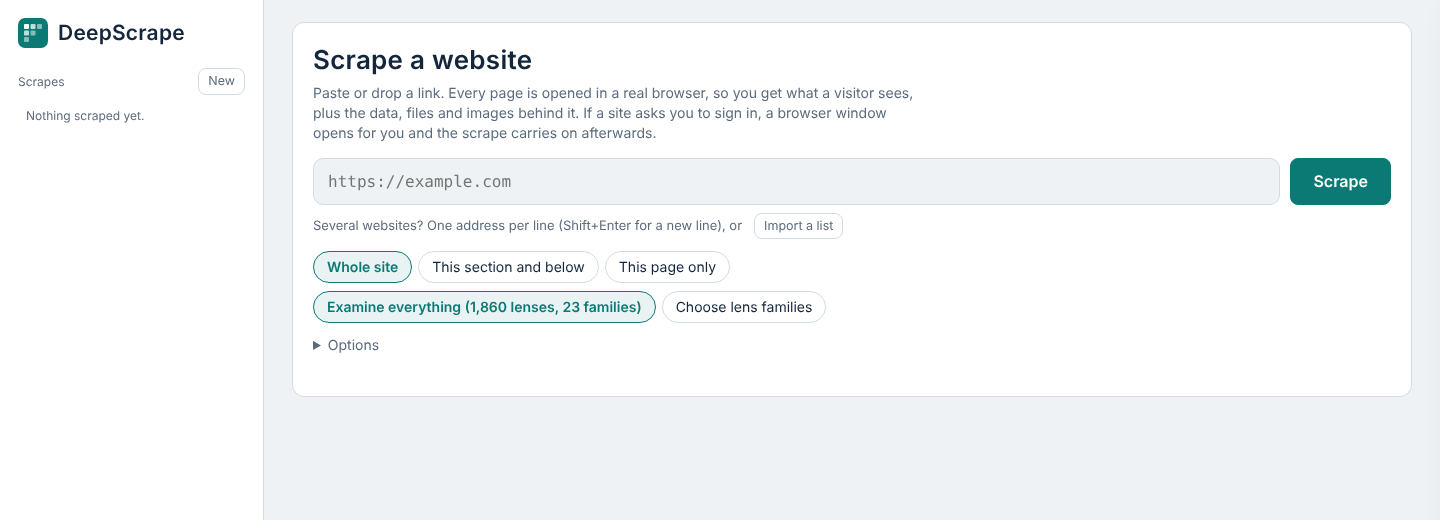 DeepScrape
Scrapes
New
Nothing scraped yet.
Scrape a website
Paste or drop a link. Every page is opened in a real browser, so you get what a visitor sees,
plus the data, files and images behind it. If a site asks you to sign in, a browser window
opens for you and the scrape carries on afterwards.
https://example.com
Scrape
Several websites? One address per line (Shift+Enter for a new line), or
Import a list
Whole site
This section and below
This page only
Examine everything (1,860 lenses, 23 families)
Choose lens families
Options